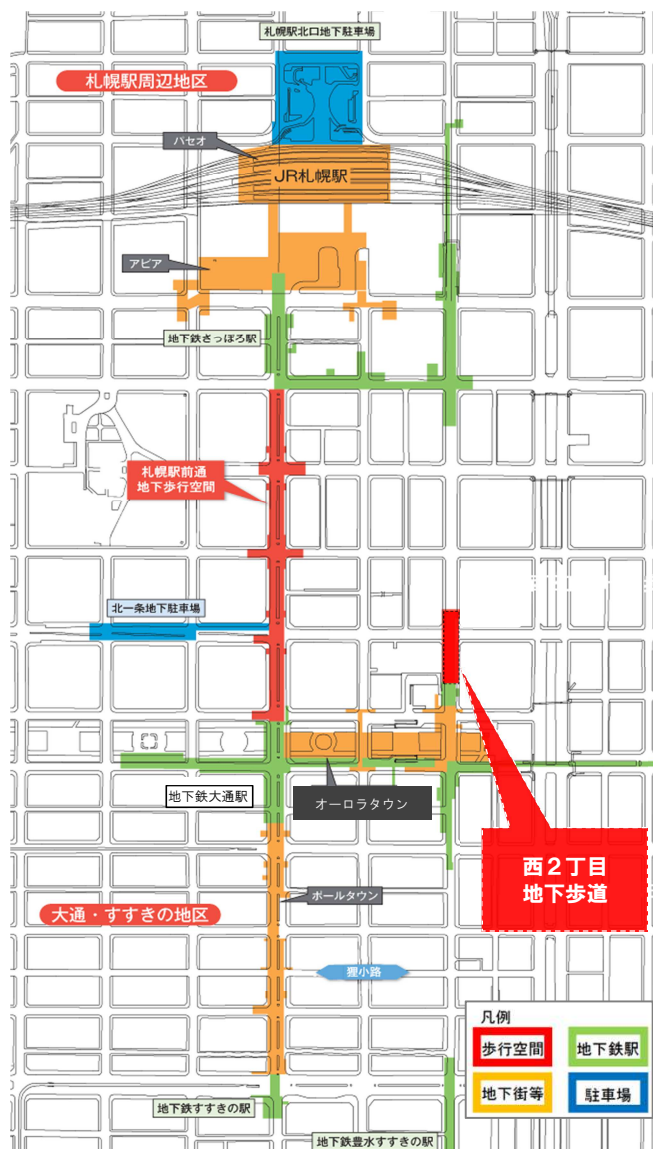 札幌駅北口地下駐車場
札幌駅周辺地区
パセオ
JR札幌駅
アピア
地下鉄さっぽろ駅
札幌駅前通
地下歩行空間
北一条地下駐車場
地下鉄大通駅
オーロラタウン
西２丁目
地下歩道
ポールタウン
大通・すすきの地区
狸小路
凡例
歩行空間
地下鉄駅
地下街等
駐車場
地下鉄すすきの駅
地下鉄豊水すすきの駅